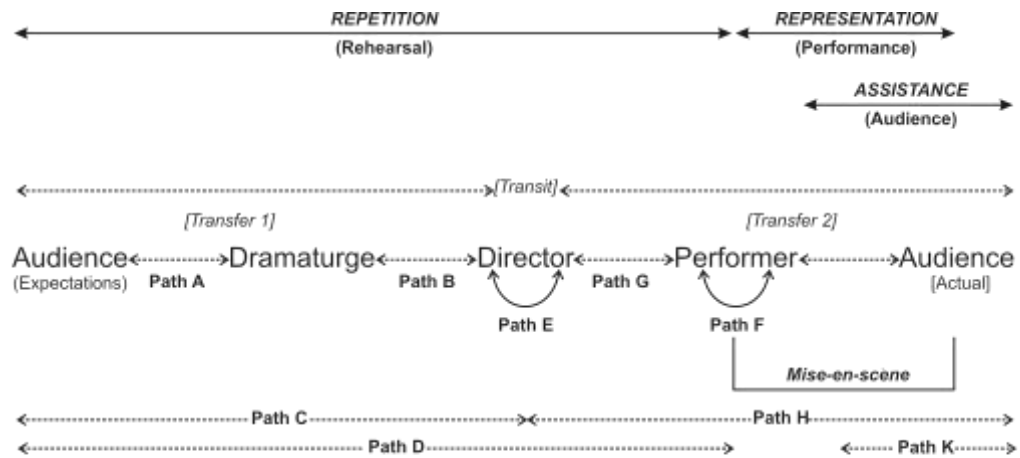 REPETITION REPRESENTATION
(Rehearsal) (Performance)
ASSISTANCE
(Audience)
[Transit]
[Transfer 1] [Transfer 2]
Audience Dramaturge Director Performer Audience
(Expectations) Path A Path B Path G [Actual]
Path E Path F
Mise-en-scene
Path C Path H
Path D Path K